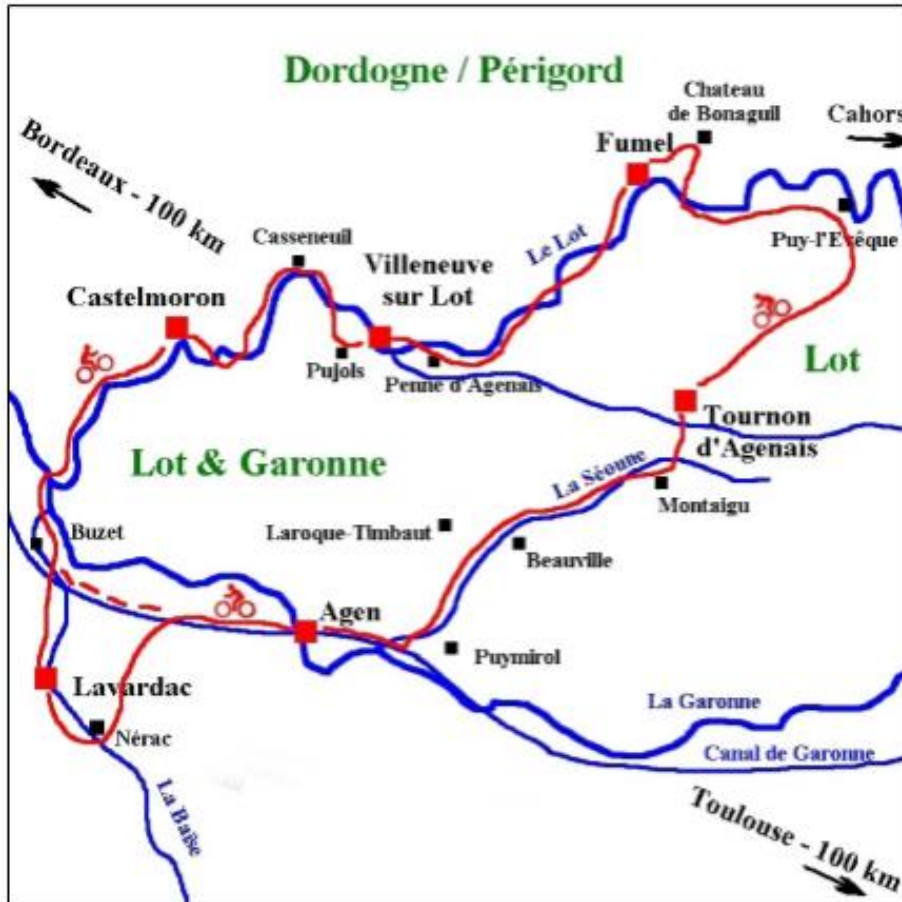 Dordogne / Périgord
Chateau
de Bonaguil
Cahors
Fumel
Bordeaux - 100 km
Puy-l'Evêque
Le Lot
Casseneuil
Villeneuve
sur Lot
Castelmoron
Pujols
Penne d'Agenais
Lot
Tournon
d'Agenais
Lot & Garonne
La Séoune
Montaigu
Laroque-Timbaut
Buzet
Beauville
Agen
Puymirol
Lavardac
La Garonne
Nérac
Canal de Garonne
La Baïse
Toulouse - 100 km